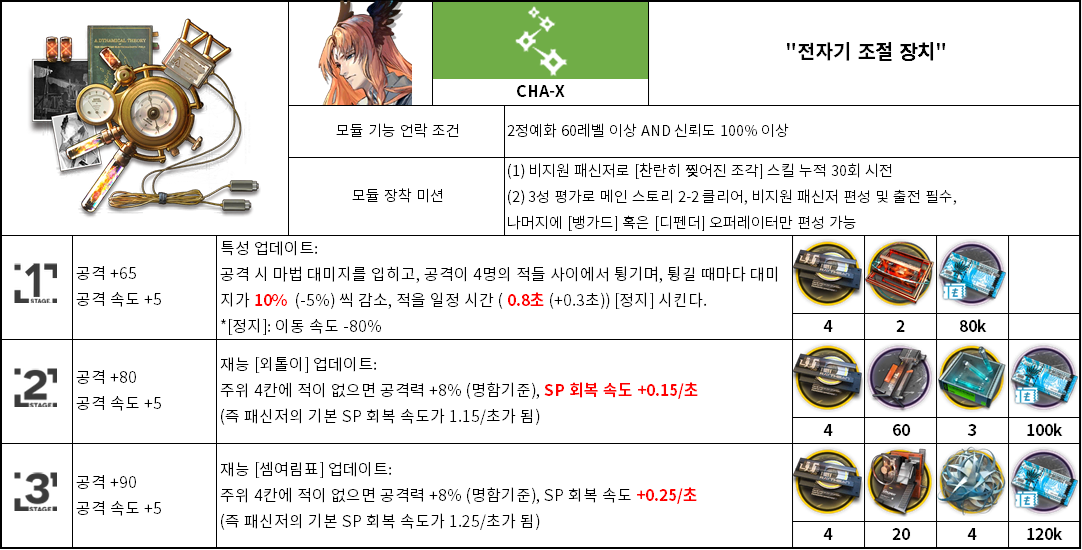 A DYNAMICAL THEORY
CHA-X
"전자기 조절 장치"
모듈 기능 언락 조건
2정예화 60레벨 이상 AND 신뢰도 100% 이상
모듈 장착 미션
(1) 비지원 패신저로 [찬란히 찢어진 조각] 스킬 누적 30회 시전
(2) 3성 평가로 메인 스토리 2-2 클리어, 비지원 패신저 편성 및 출전 필수,
나머지에 [뱅가드] 혹은 [디펜더] 오퍼레이터만 편성 가능
1
STAGE
공격 +65
공격 속도 +5
특성 업데이트:
공격 시 마법 대미지를 입히고, 공격이 4명의 적들 사이에서 튕기며, 튕길 때마다 대미
지가 10% (-5%) 씩 감소, 적을 일정 시간 ( 0.8초 (+0.3초)) [정지] 시킨다.
*[정지]: 이동 속도 -80%
4
2
80k
2
STAGE
공격 +80
공격 속도 +5
재능 [외톨이] 업데이트:
주위 4칸에 적이 없으면 공격력 +8% (명함기준), SP 회복 속도 +0.15/초
(즉 패신저의 기본 SP 회복 속도가 1.15/초가 됨)
4
60
3
100k
3
STAGE
공격 +90
공격 속도 +5
재능 [셈여림표] 업데이트:
주위 4칸에 적이 없으면 공격력 +8% (명함기준), SP 회복 속도 +0.25/초
(즉 패신저의 기본 SP 회복 속도가 1.25/초가 됨)
4
20
4
120k